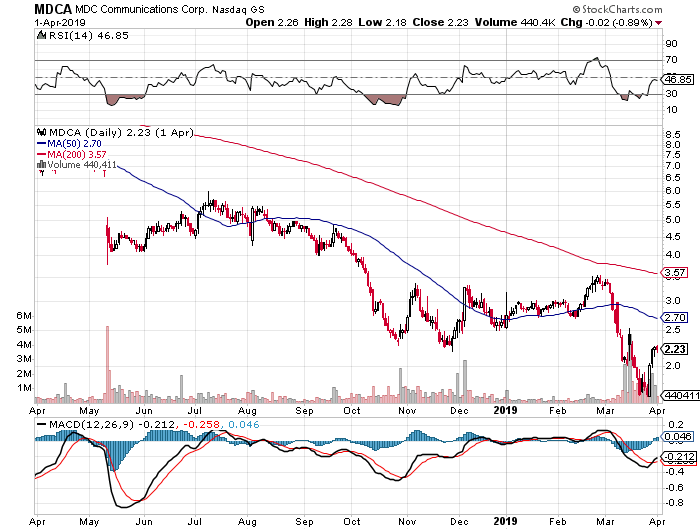 MDCA MDC Communications Corp. Nasdaq GS © StockCharts.com
1-Apr-2019 Open 2.26 High 2.28 Low 2.18 Close 2.23 Volume 440.4K Chg -0.02 (-0.89%)
RSI(14) 46.85
90
70
50
46.85
30
10
MDCA (Daily) 2.23 (1 Apr)
MA(50) 2.70
MA(200) 3.57
Volume 440,411
8.5
8.0
7.5
7.0
6.5
6.0
5.5
5.0
4.5
4.0
3.57
3.0
2.70
2.5
2.23
2.0
440411
6M
5M
4M
3M
2M
1M
Apr May Jun Jul Aug Sep Oct Nov Dec 2019 Feb Mar Apr
MACD(12,26,9) -0.212, -0.258, 0.046
0.2
0.046
-0.212
-0.4
-0.6
-0.8
Apr May Jun Jul Aug Sep Oct Nov Dec 2019 Feb Mar Apr